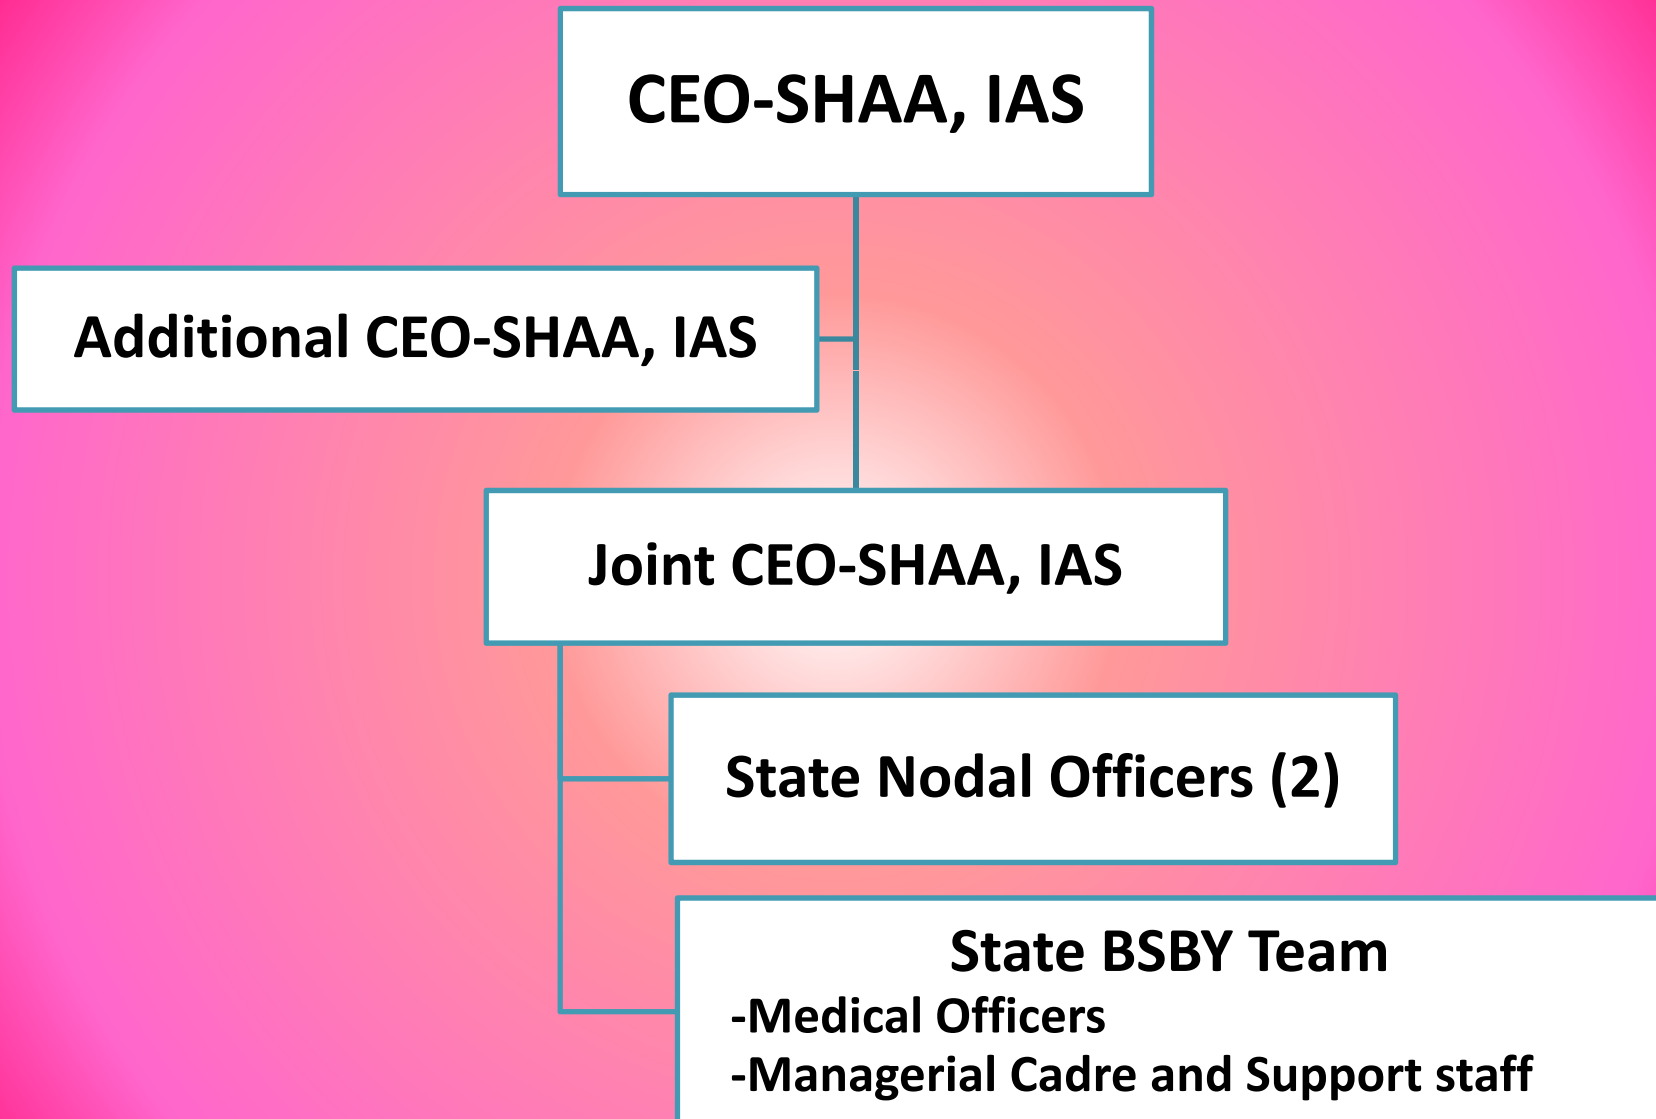 CEO-SHAA, IAS
Additional CEO-SHAA, IAS
Joint CEO-SHAA, IAS
State Nodal Officers (2)
State BSBY Team
-Medical Officers
-Managerial Cadre and Support staff